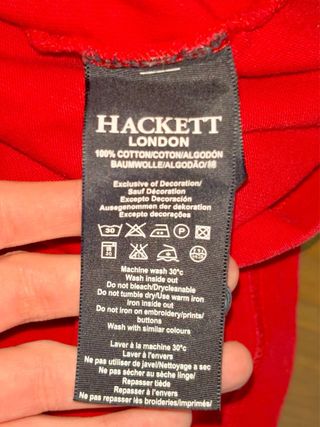 HACKETT
LONDON
100% COTTON/COTON/ALGODÓN
BAUMWOLLE/ALGODÃO/棉
Exclusive of Decoration/
Sauf Décoration
Excepto Decoración
Ausgenommen der dekoration
Excepto decorações
30
P
Machine wash 30°c
Wash inside out
Do not bleach/Drycleanable
Do not tumble dry/Use warm iron
Iron inside out
Do not iron on embroidery/prints/
buttons
Wash with similar colours
Laver à la machine 30°c
Laver à l'envers
Ne pas utiliser de javel/Nettoyage a sec
Ne pas sécher au sèche linge/
Repasser tiède
Repasser à l'envers
Ne pas repasser les broderies/imprimés/